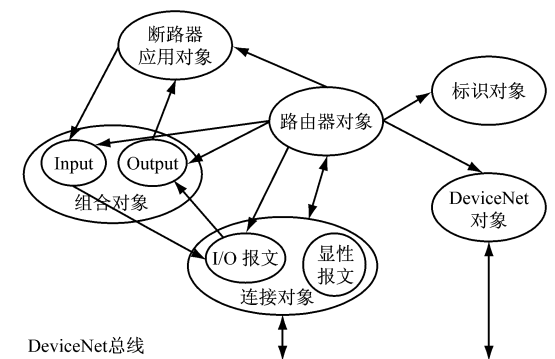 断路器
应用对象
标识对象
路由器对象
Input
Output
组合对象
DeviceNet
对象
I/O 报文
显性
报文
连接对象
DeviceNet总线